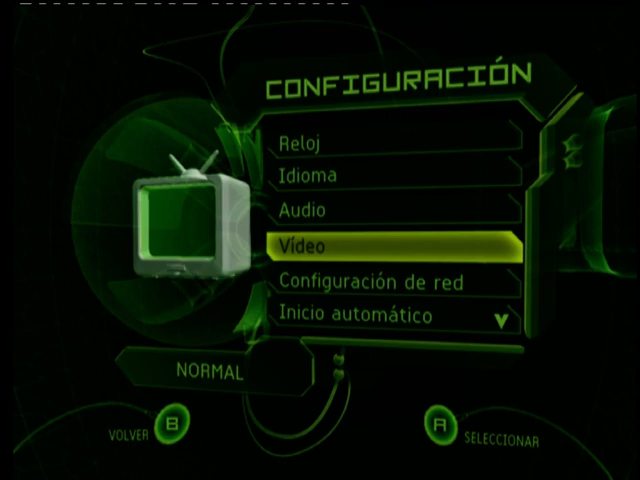 CONFIGURACIÓN
Reloj
Idioma
Audio
Vídeo
Configuración de red
Inicio automático
NORMAL
VOLVER B
A SELECCIONAR